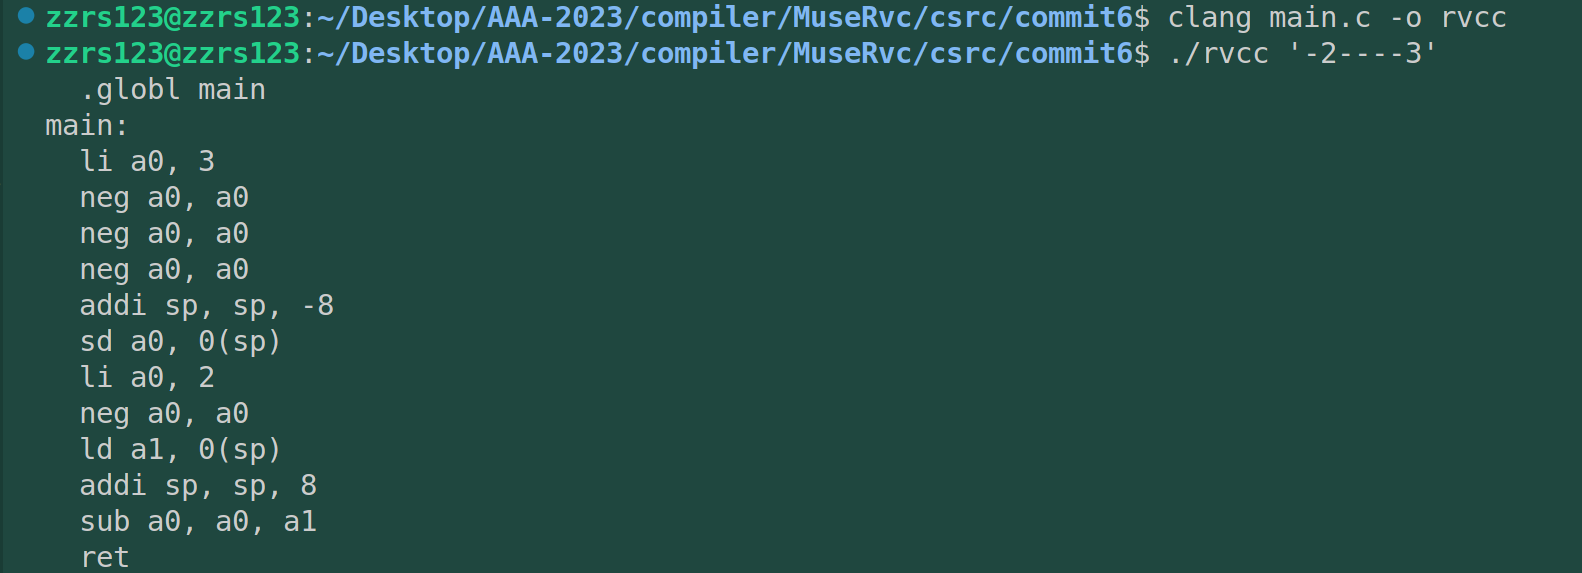 zzrs123@zzrs123:~/Desktop/AAA-2023/compiler/MuseRvc/csrc/commit6$ clang main.c -o rvcc
zzrs123@zzrs123:~/Desktop/AAA-2023/compiler/MuseRvc/csrc/commit6$ ./rvcc '-2----3'
  .globl main
main:
  li a0, 3
  neg a0, a0
  neg a0, a0
  neg a0, a0
  addi sp, sp, -8
  sd a0, 0(sp)
  li a0, 2
  neg a0, a0
  ld a1, 0(sp)
  addi sp, sp, 8
  sub a0, a0, a1
  ret